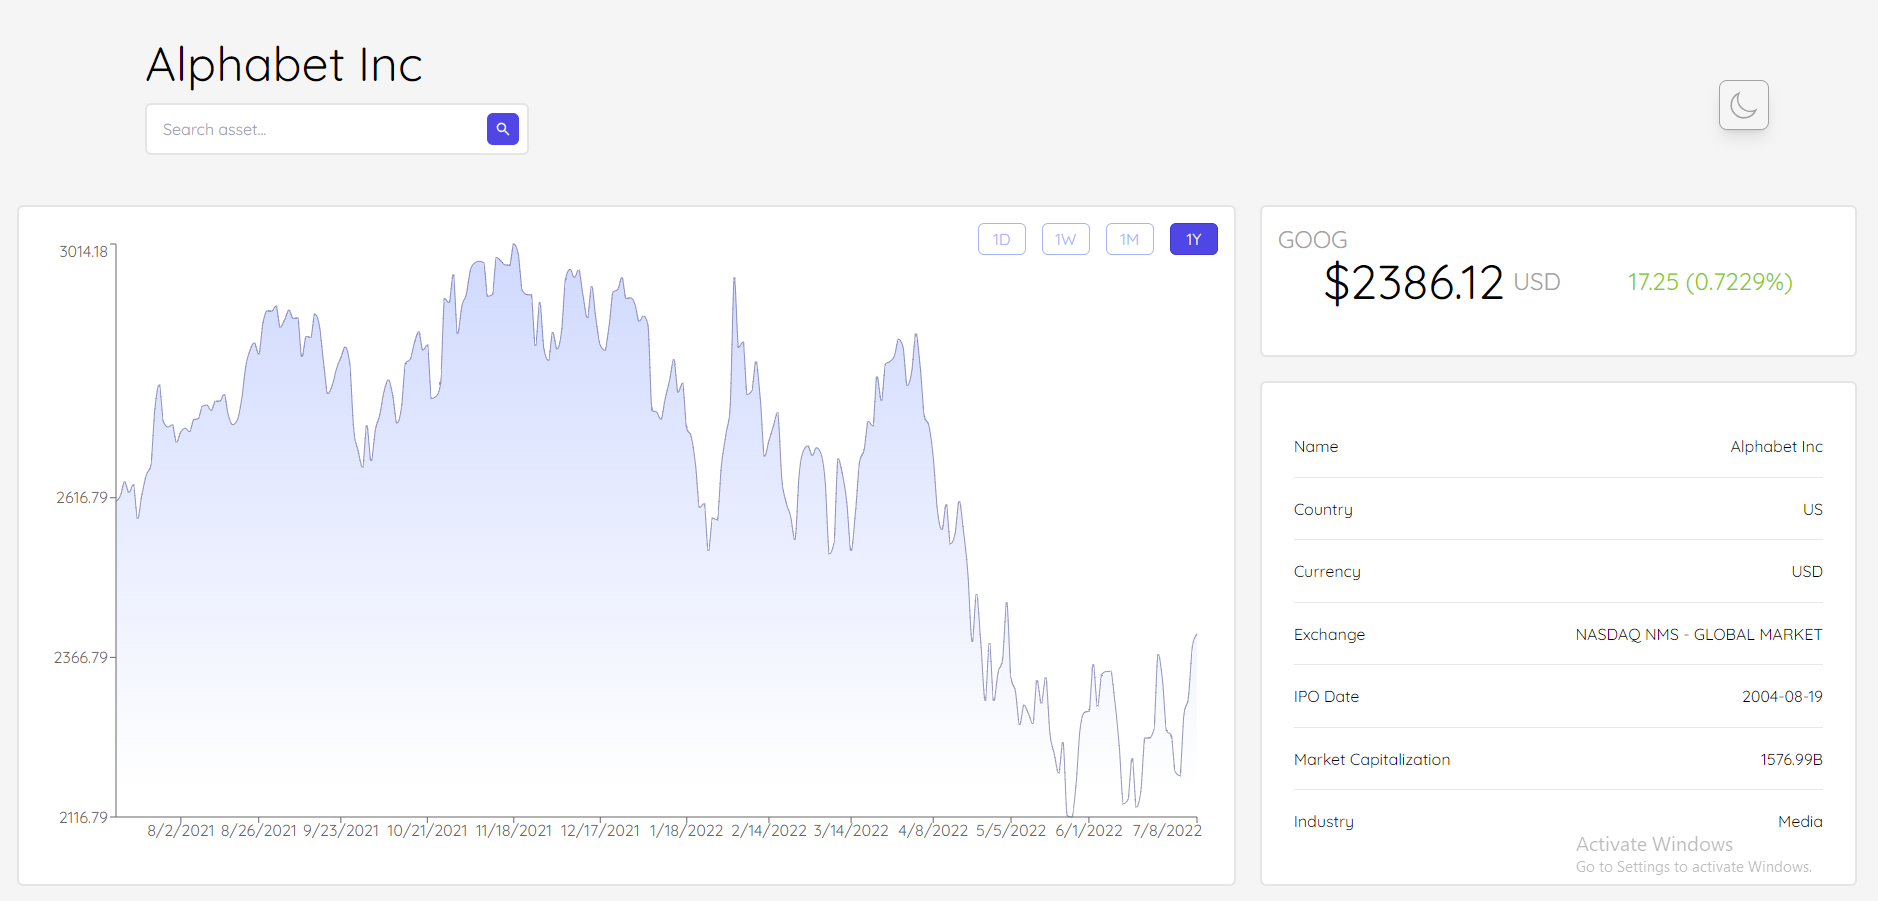 Alphabet Inc
Search asset...
1D 1W 1M 1Y
3014.18
2616.79
2366.79
2116.79
8/2/2021 8/26/2021 9/23/2021 10/21/2021 11/18/2021 12/17/2021 1/18/2022 2/14/2022 3/14/2022 4/8/2022 5/5/2022 6/1/2022 7/8/2022
GOOG
$2386.12 USD 17.25 (0.7229%)
Name Alphabet Inc
Country US
Currency USD
Exchange NASDAQ NMS - GLOBAL MARKET
IPO Date 2004-08-19
Market Capitalization 1576.99B
Industry Media
Activate Windows
Go to Settings to activate Windows.